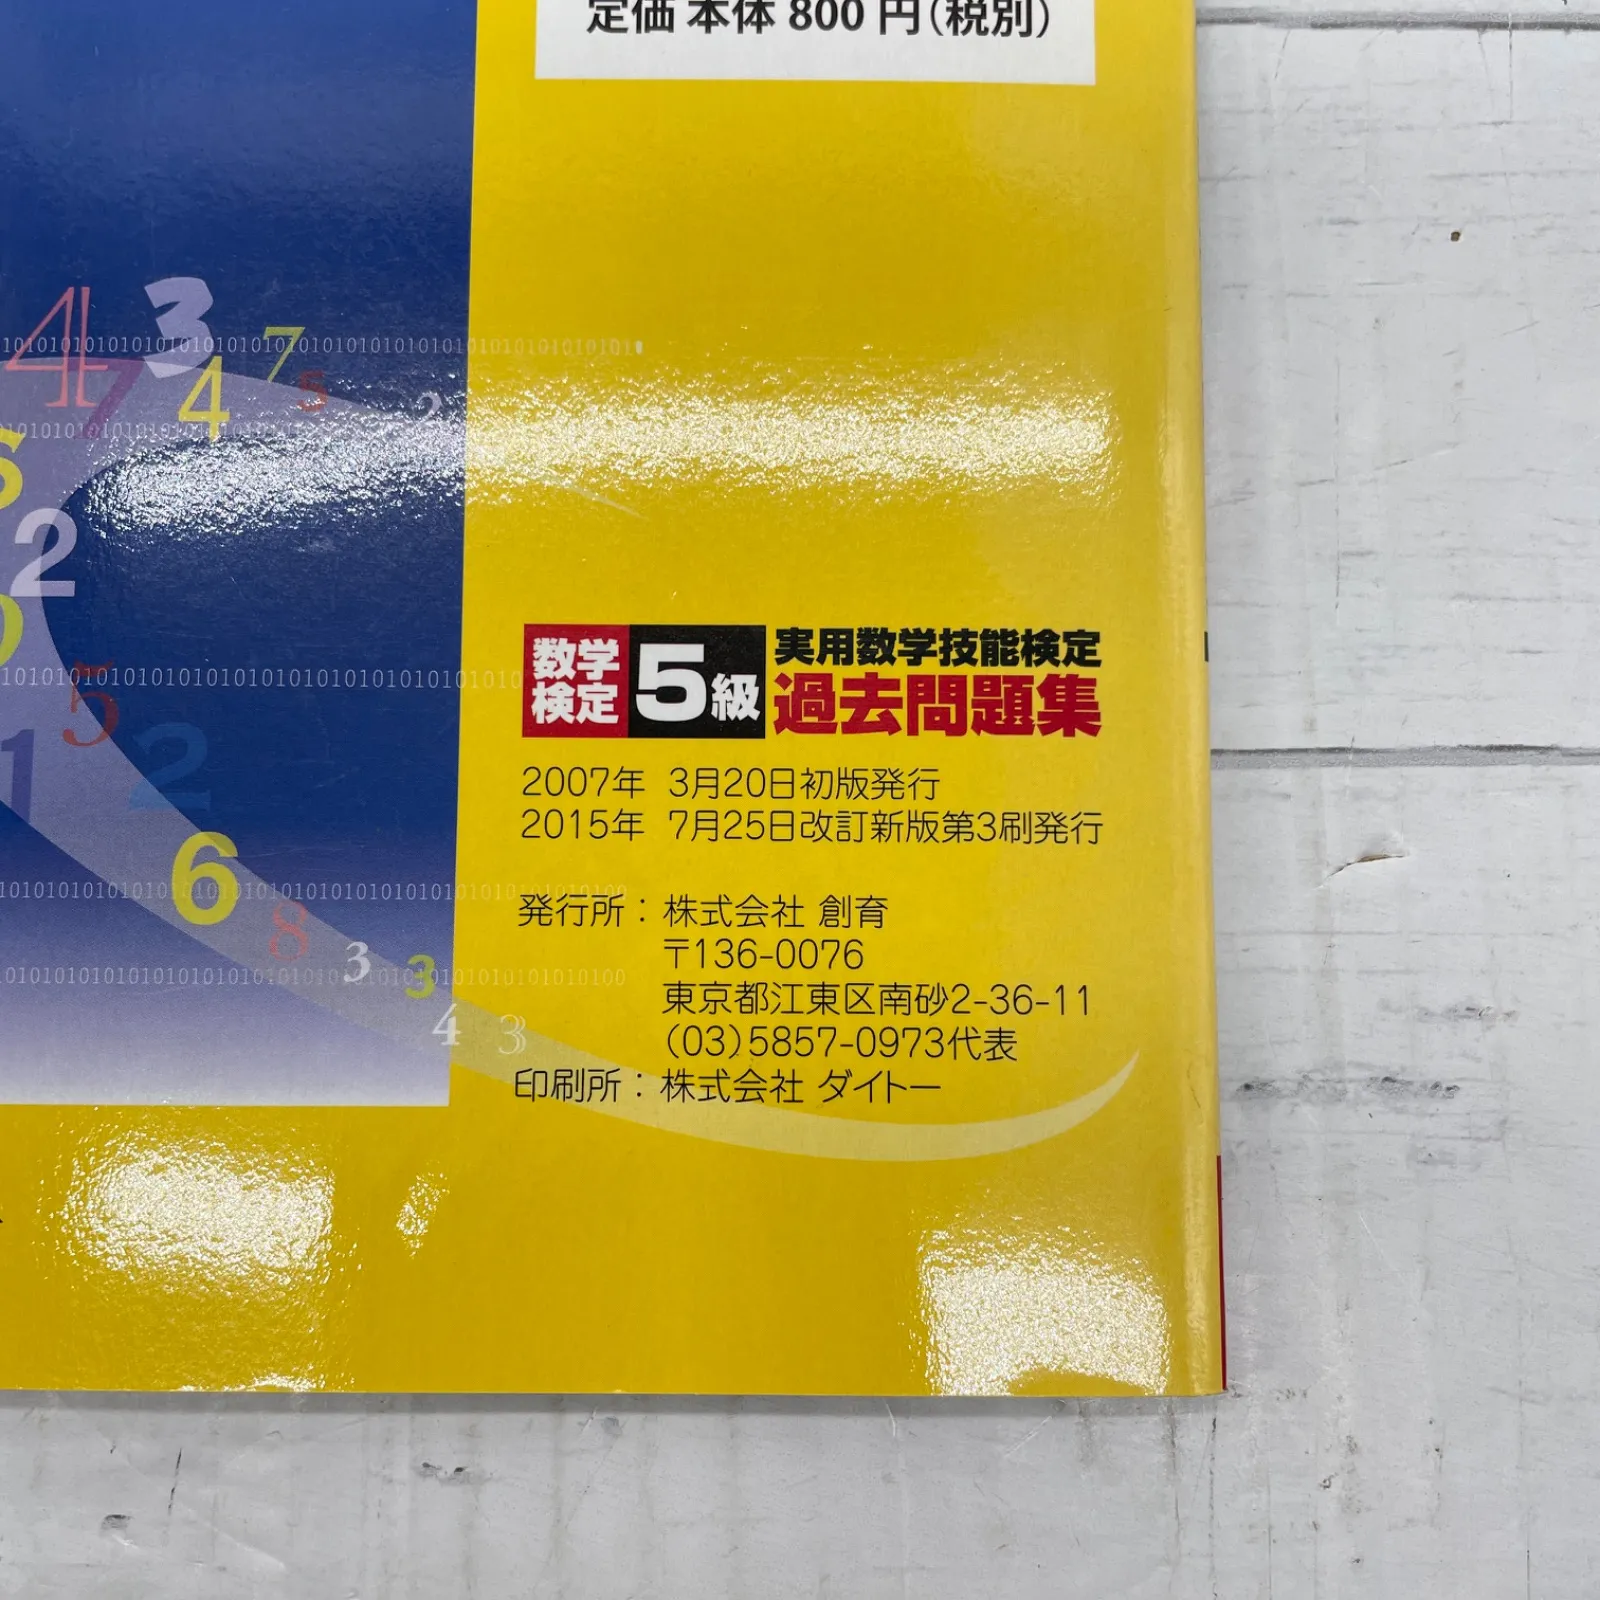 定価 本体 800 円（税別）
数学検定 5級 実用数学技能検定
過去問題集
2007年 3月20日初版発行
2015年 7月25日改訂新版第3刷発行
発行所：株式会社 創育
〒136-0076
東京都江東区南砂2-36-11
（03）5857-0973代表
印刷所：株式会社 ダイトー